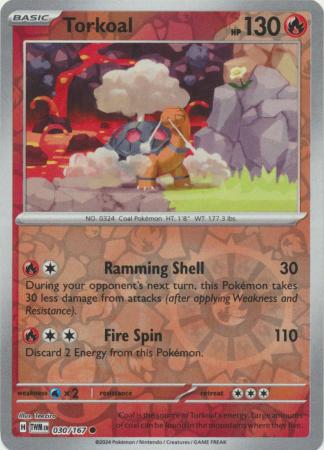 BASIC
Torkoal
HP 130
NO. 0324 Coal Pokémon HT. 1'8" WT. 177.3 lbs.
Ramming Shell 30
During your opponent's next turn, this Pokémon takes
30 less damage from attacks (after applying Weakness and
Resistance).
Fire Spin 110
Discard 2 Energy from this Pokémon.
weakness ×2 resistance retreat
Illus.
H TWM EN 030/167
Coal is the source of Torkoal's energy. Large amounts
of coal can be found in the mountains where they live.
©2024 Pokémon / Nintendo / Creatures / GAME FREAK